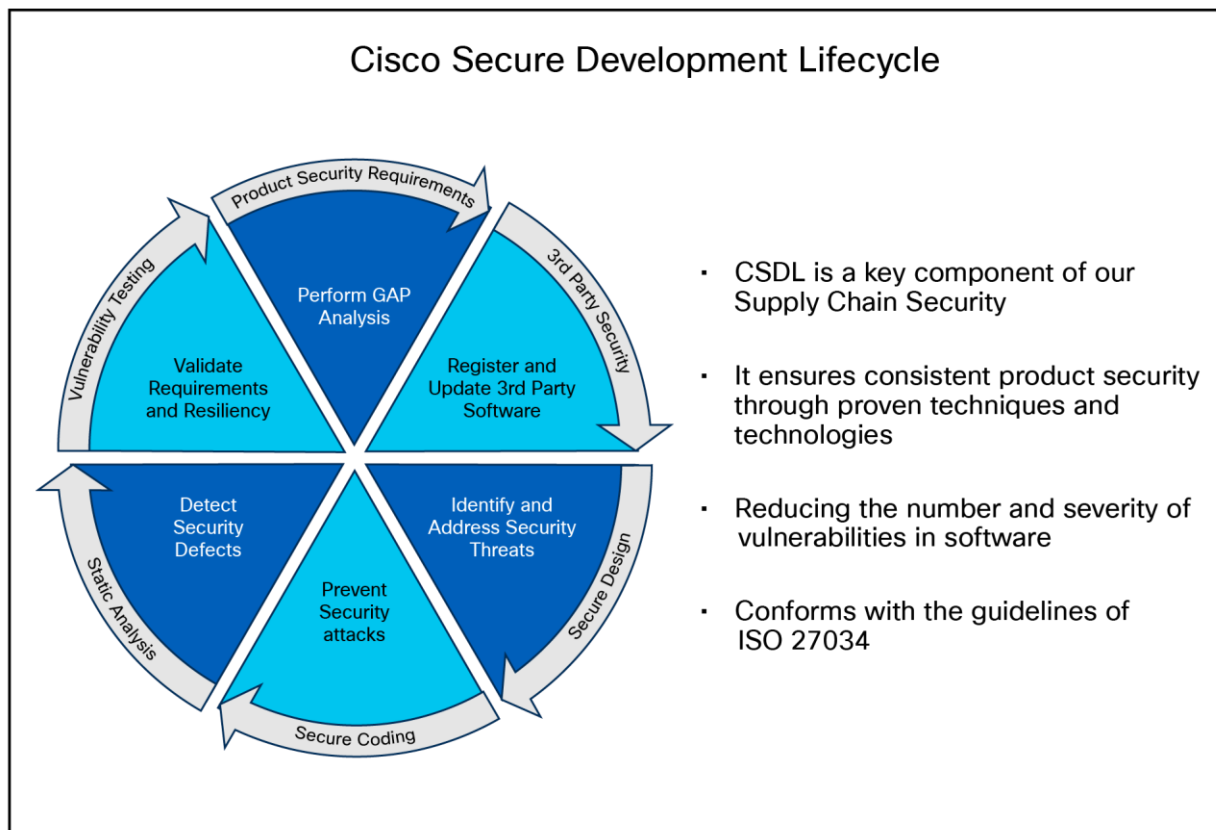 Cisco Secure Development Lifecycle
Product Security Requirements
Perform GAP
Analysis
3rd Party Security
Register and
Update 3rd Party
Software
Secure Design
Identify and
Address Security
Threats
Secure Coding
Prevent
Security
attacks
Static Analysis
Detect
Security
Defects
Vulnerability Testing
Validate
Requirements
and Resiliency
· CSDL is a key component of our
Supply Chain Security
· It ensures consistent product security
through proven techniques and
technologies
· Reducing the number and severity of
vulnerabilities in software
· Conforms with the guidelines of
ISO 27034